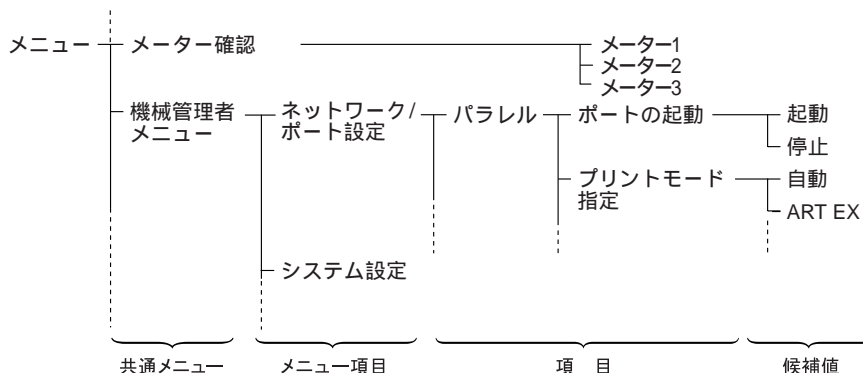 メニュー
メーター確認
メーター1
メーター2
メーター3
機械管理者
メニュー
ネットワーク/
ポート設定
パラレル
ポートの起動
起動
停止
プリントモード
指定
自動
ART EX
システム設定
共通メニュー
メニュー項目
項 目
候補値